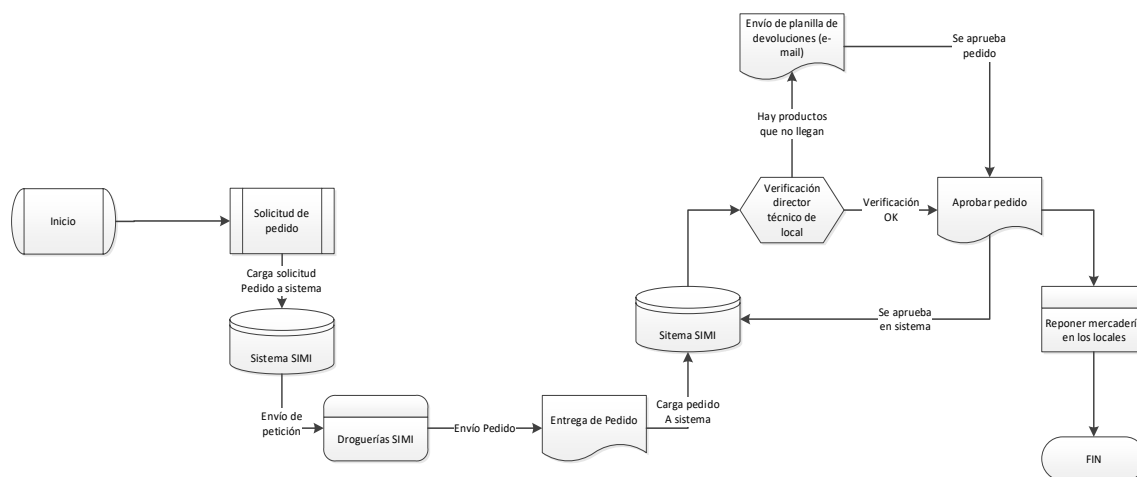 Inicio
Solicitud de
pedido
Carga solicitud
Pedido a sistema
Sistema SIMI
Envío de
petición
Droguerías SIMI
Envío Pedido
Entrega de Pedido
Carga pedido
A sistema
Sitema SIMI
Verificación
director
técnico de
local
Hay productos
que no llegan
Envío de planilla de
devoluciones (e-
mail)
Se aprueba
pedido
Verificación
OK
Aprobar pedido
Se aprueba
en sistema
Reponer mercadería
en los locales
FIN